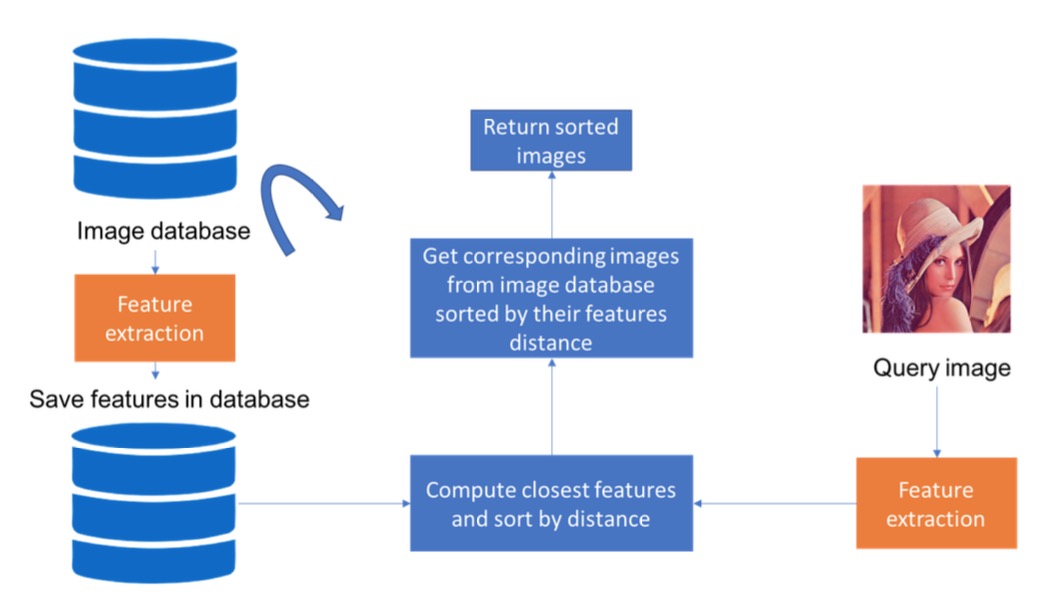 Image database
Feature
extraction
Save features in database
Return sorted
images
Get corresponding images
from image database
sorted by their features
distance
Compute closest features
and sort by distance
Query image
Feature
extraction